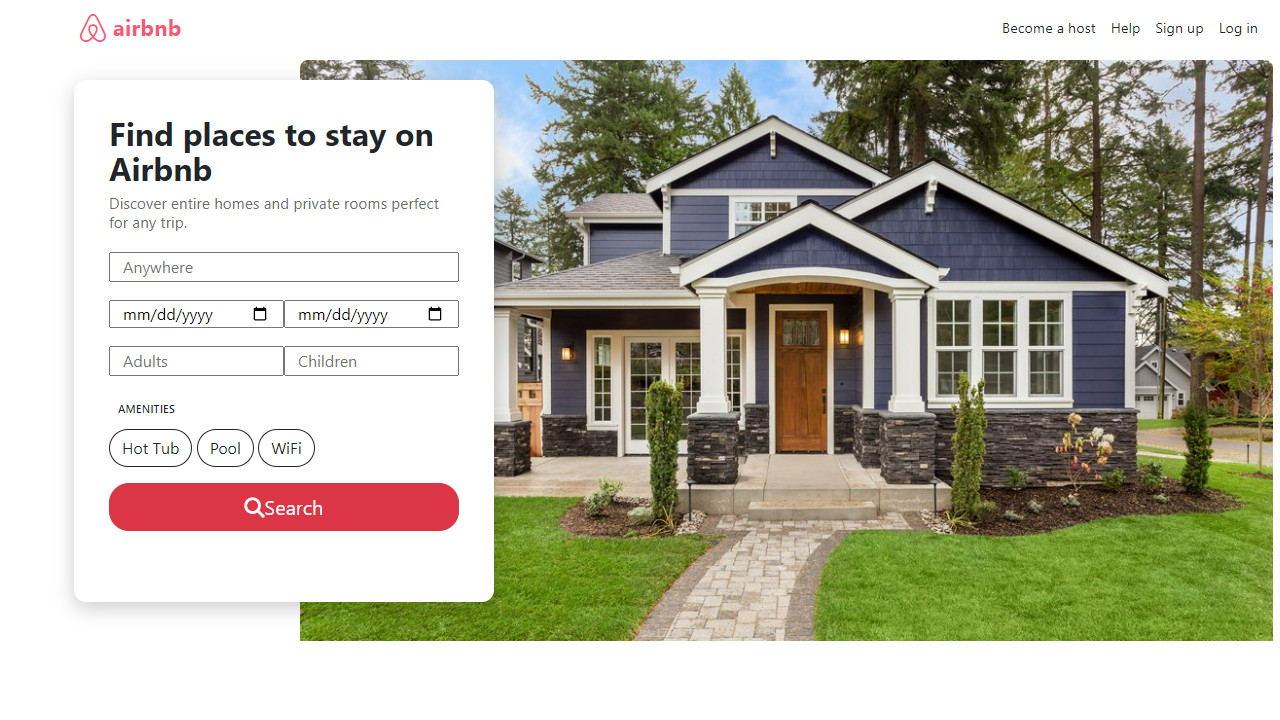 airbnb
Become a host Help Sign up Log in
Find places to stay on
Airbnb
Discover entire homes and private rooms perfect
for any trip.
Anywhere
mm/dd/yyyy mm/dd/yyyy
Adults Children
AMENITIES
Hot Tub Pool WiFi
Search